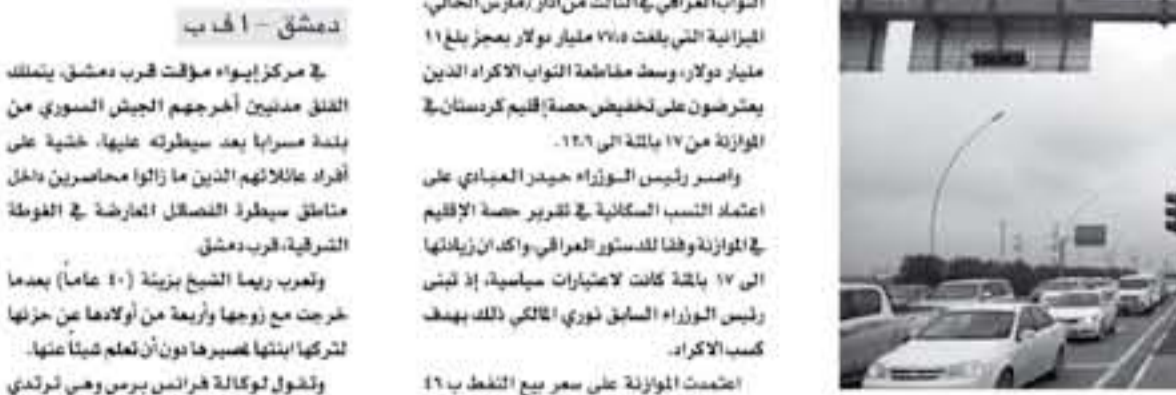 النواب العراقي في الثالث من آذار/مارس الحالي،
الميزانية التي بلغت ٧٧،٥ مليار دولار بعجز بلغ ١١
مليار دولار، وسط مقاطعة النواب الاكراد الذين
يعترضون على تخفيض حصة إقليم كردستان في
الموازنة من ١٧ بالمئة الى ١٢،٦.
واصر رئيس الوزراء حيدر العبادي على
اعتماد النسب السكانية في تقرير حصة الإقليم
في الموازنة وفقا للدستور العراقي، واكد ان زيادتها
الى ١٧ بالمئة كانت لاعتبارات سياسية، إذ تبنى
رئيس الوزراء السابق نوري المالكي ذلك بهدف
كسب الاكراد.
اعتمدت الموازنة على سعر بيع النفط ب ٤٦
دمشق - ا ف ب
في مركز إيواء مؤقت قرب دمشق، يتملك
القلق مدنيين أخرجهم الجيش السوري من
بلدة مسرابا بعد سيطرته عليها، خشية على
أفراد عائلاتهم الذين ما زالوا محاصرين داخل
مناطق سيطرة الفصائل المعارضة في الغوطة
الشرقية، قرب دمشق.
وتعرب ريما الشيخ بزينة (٤٠ عاماً) بعدما
خرجت مع زوجها وأربعة من أولادها عن حزنها
لتركها ابنتها لمصيرها دون أن تعلم شيئاً عنها.
وتقول لوكالة فرانس برس وهي ترتدي